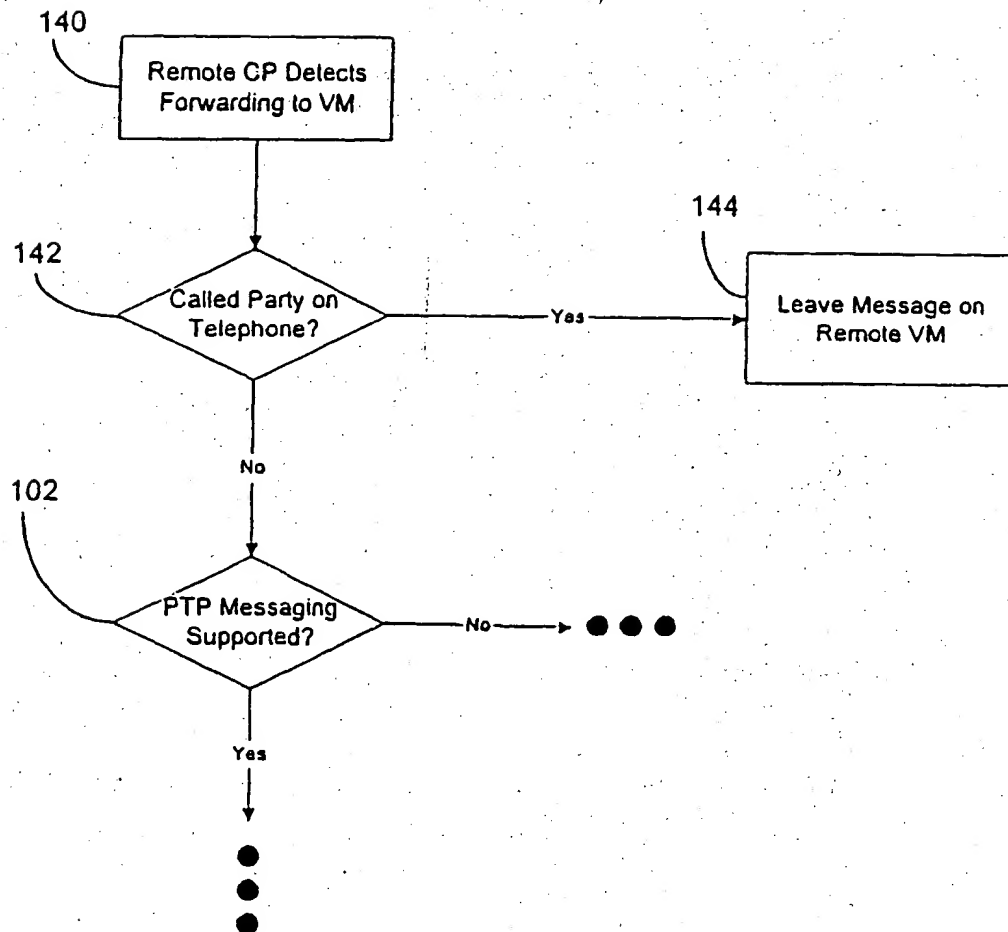 140
Remote CP Detects
Forwarding to VM
142
Called Party on
Telephone?
Yes
144
Leave Message on
Remote VM
No
102
PTP Messaging
Supported?
No
Yes